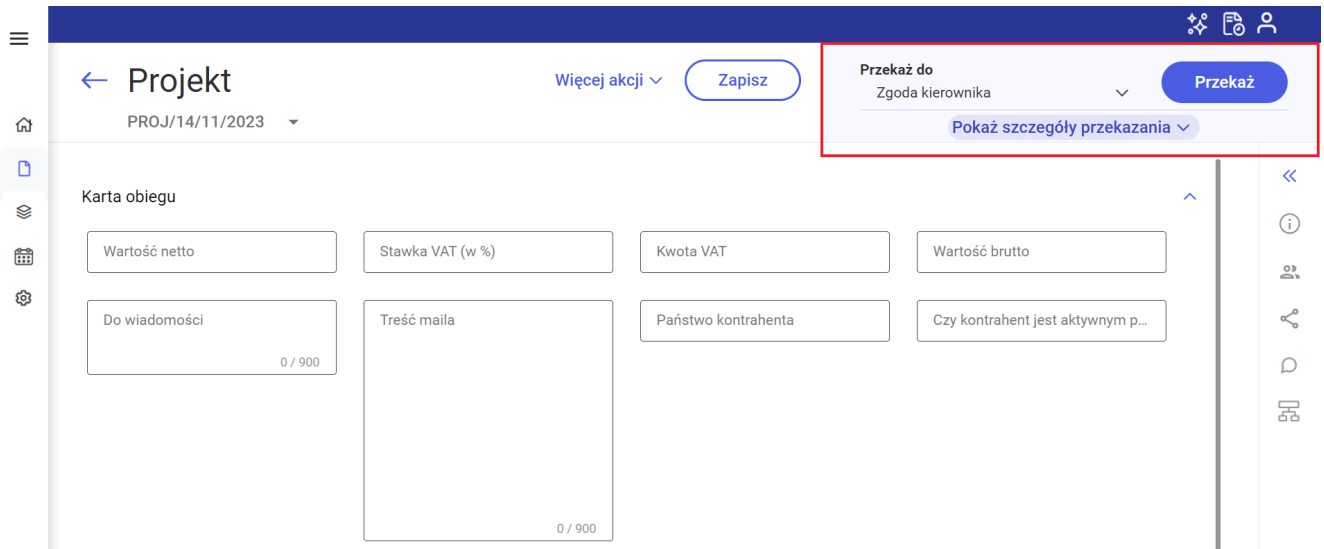 Projekt
Więcej akcji
Zapisz
Przekaż do
Zgoda kierownika
Przekaż
PROJ/14/11/2023
Pokaż szczegóły przekazania
Karta obiegu
Wartość netto
Stawka VAT (w %)
Kwota VAT
Wartość brutto
Do wiadomości
0 / 900
Treść maila
0 / 900
Państwo kontrahenta
Czy kontrahent jest aktywnym p...